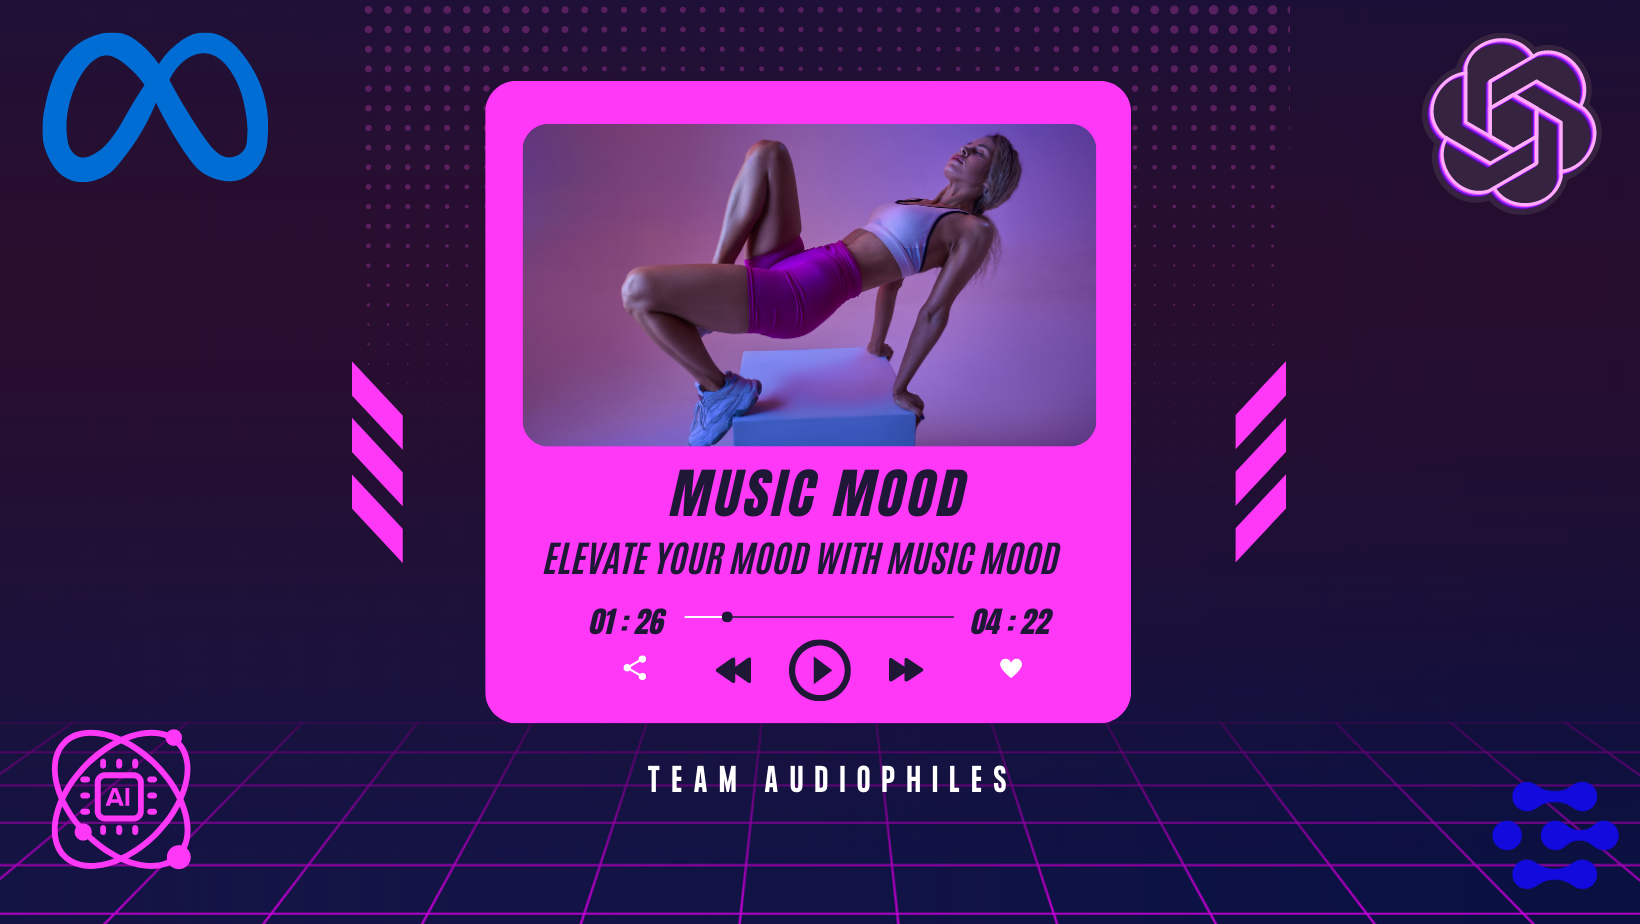 MUSIC MOOD
ELEVATE YOUR MOOD WITH MUSIC MOOD
01 : 26 04 : 22
TEAM AUDIOPHILES
AI